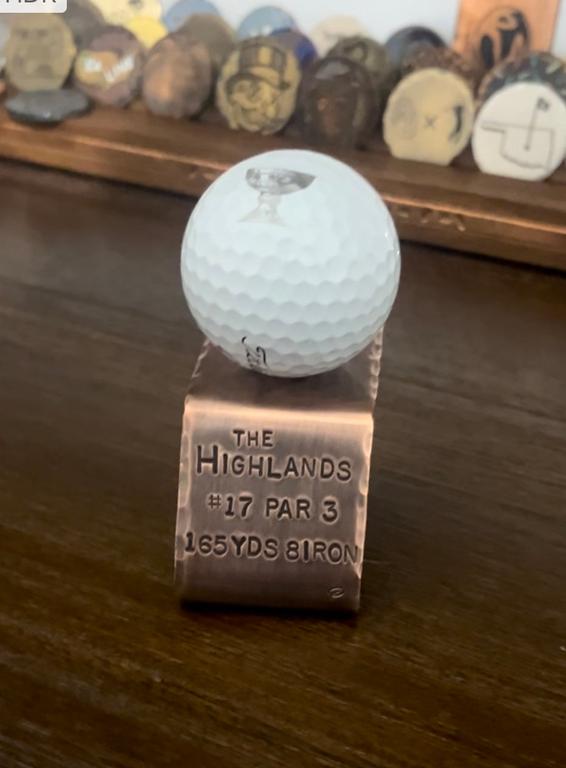 THE
HIGHLANDS
#17 PAR 3
165YDS 8IRON